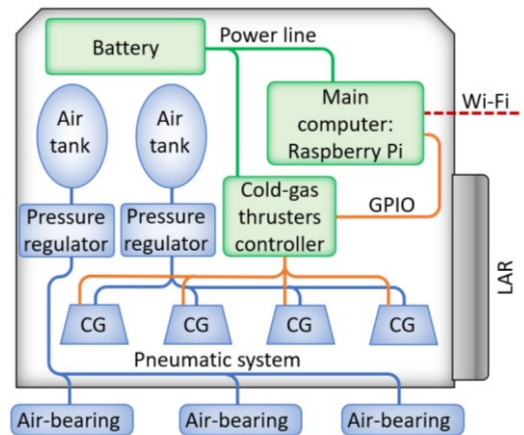 Battery
Power line
Main
computer:
Raspberry Pi
Wi-Fi
Air
tank
Air
tank
Pressure
regulator
Pressure
regulator
Cold-gas
thrusters
controller
GPIO
LAR
CG
CG
CG
CG
Pneumatic system
Air-bearing
Air-bearing
Air-bearing